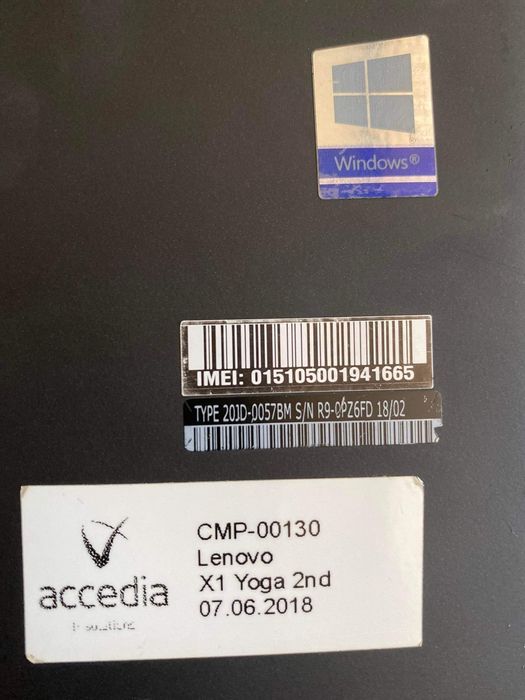 Windows®
IMEI: 015105001941665
TYPE 20JD-0057BM S/N R9-0PZ6FD 18/02
CMP-00130
Lenovo
X1 Yoga 2nd
07.06.2018
accedia